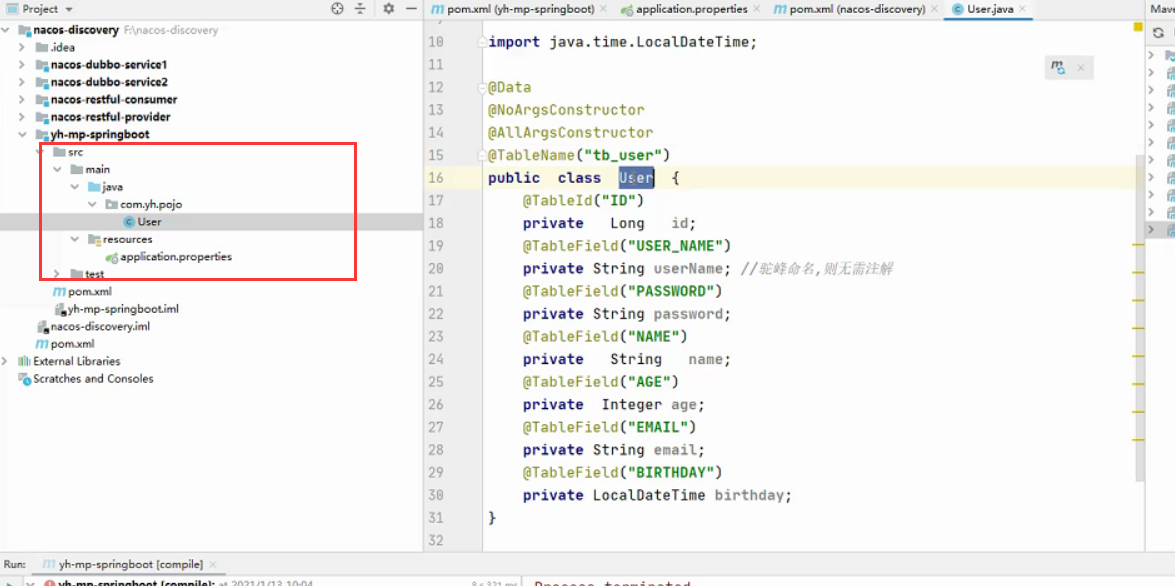 Project
pom.xml (yh-mp-springboot)
application.properties
pom.xml (nacos-discovery)
User.java
nacos-discovery F:\nacos-discovery
.idea
nacos-dubbo-service1
nacos-dubbo-service2
nacos-restful-consumer
nacos-restful-provider
yh-mp-springboot
src
main
java
com.yh.pojo
User
resources
application.properties
test
pom.xml
yh-mp-springboot.iml
nacos-discovery.iml
pom.xml
External Libraries
Scratches and Consoles
10 import java.time.LocalDateTime;
11
12 @Data
13 @NoArgsConstructor
14 @AllArgsConstructor
15 @TableName("tb_user")
16 public class User {
17 @TableId("ID")
18 private Long id;
19 @TableField("USER_NAME")
20 private String userName; //驼峰命名,则无需注解
21 @TableField("PASSWORD")
22 private String password;
23 @TableField("NAME")
24 private String name;
25 @TableField("AGE")
26 private Integer age;
27 @TableField("EMAIL")
28 private String email;
29 @TableField("BIRTHDAY")
30 private LocalDateTime birthday;
31 }
32
Run: yh-mp-springboot [compile]
yh-mp-springboot [compile]: at 2021/1/13 10:04
8 s 321 ms
Process terminated